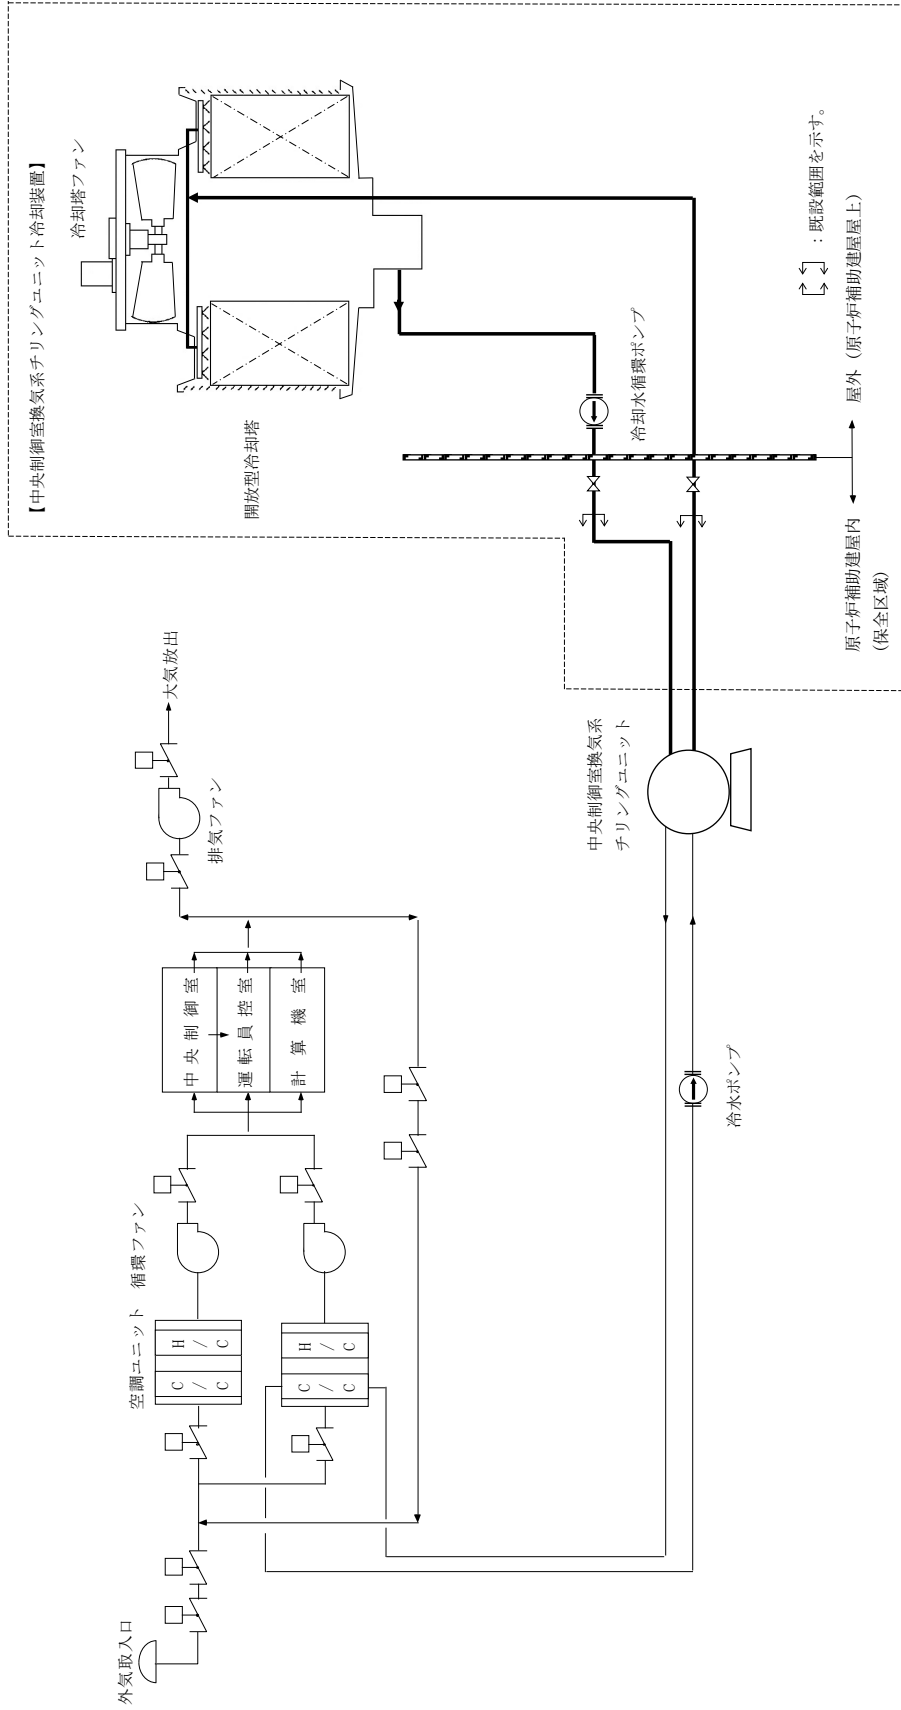 【中央制御室換気系チリングユニット冷却装置】
冷却塔ファン
開放型冷却塔
冷却水循環ポンプ
：既設範囲を示す。
屋外（原子炉補助建屋屋上）
原子炉補助建屋内
(保全区域)
大気放出
排気ファン
中央制御室換気系
チリングユニット
中央制御室
運転員控室
計算機室
冷水ポンプ
空調ユニット
循環ファン
C/C
H/C
C/C
H/C
外気取入口